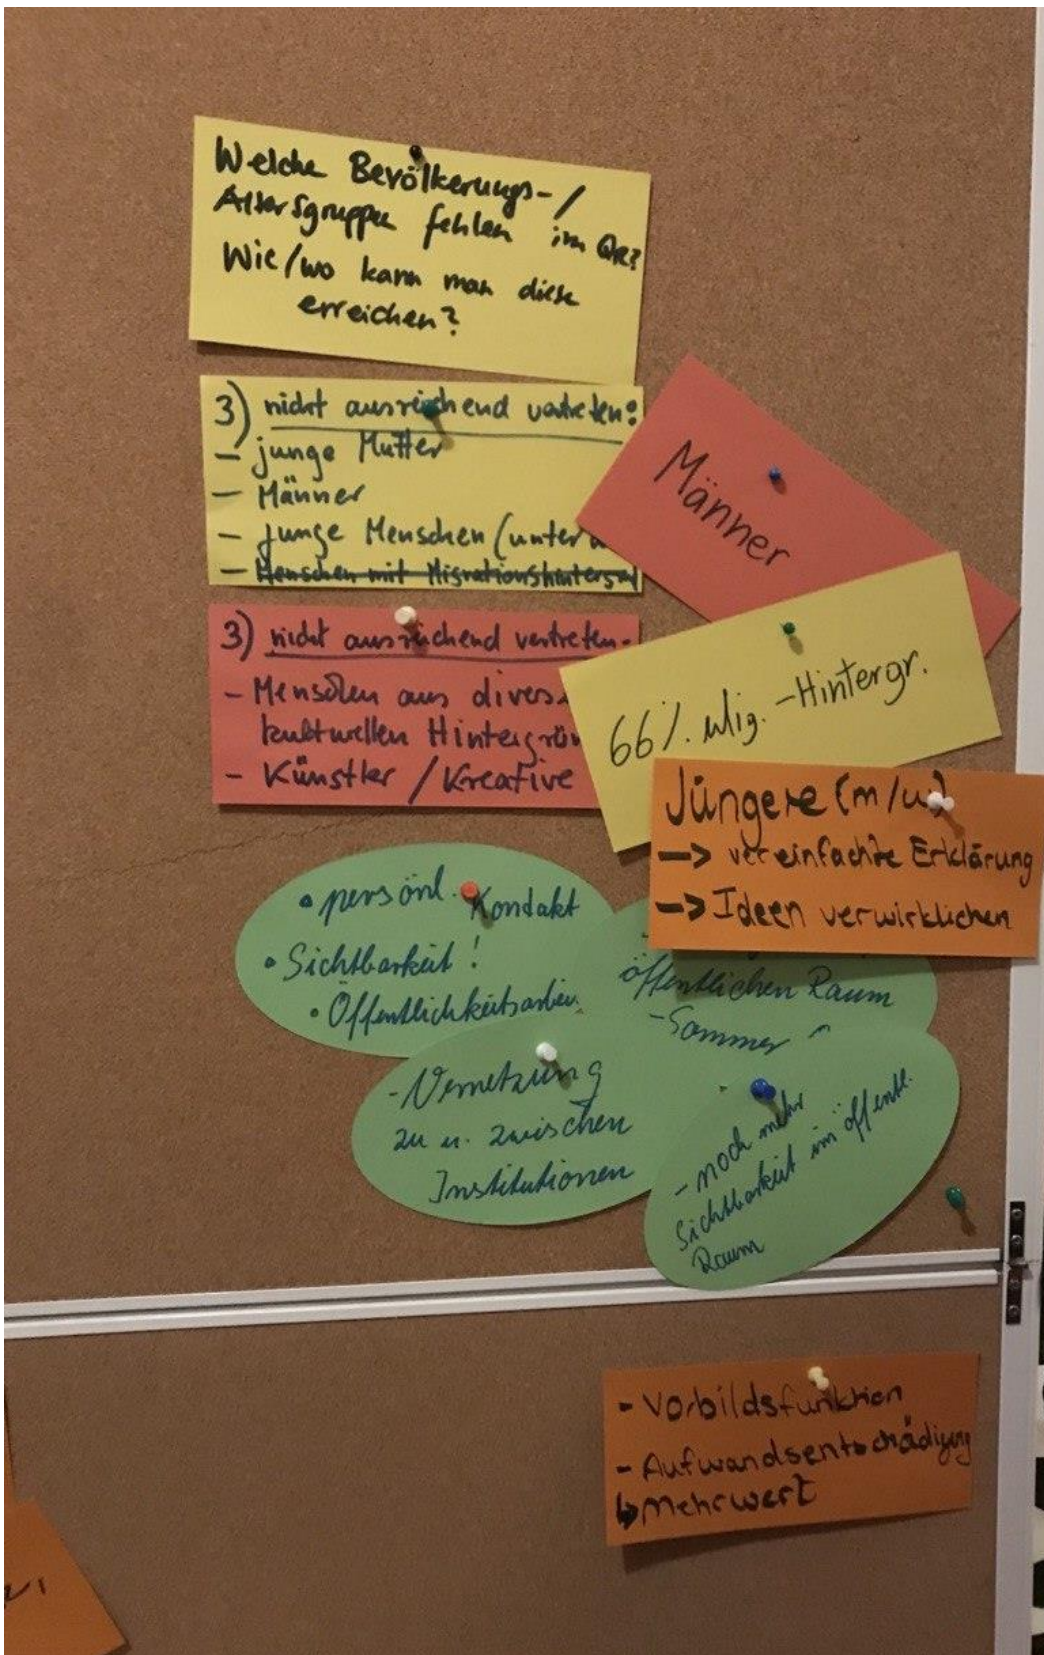 Welche Bevölkerungs-/
Altersgruppen fehlen im QR?
Wie/wo kann man diese
erreichen?
3) nicht ausreichend vertreten:
- junge Mütter
- Männer
- junge Menschen (unter
- Menschen mit Migrationshintergrund
Männer
3) nicht ausreichend vertreten.
- Menschen aus divers
kulturellen Hintergrün
- Künstler / Kreative
66%. Mig. -Hintergr.
Jüngere (m/w)
-> vereinfachte Erklärung
-> Ideen verwirklichen
• persönl. Kontakt
• Sichtbarkeit!
• Öffentlichkeitsarbeit
öffentlichen Raum
- Sommer
- Vernetzung
zu u. zwischen
Institutionen
- noch mehr
Sichtbarkeit im öffentl.
Raum
- Vorbildsfunktion
- Aufwandsentschädigung
↳ Mehrwert